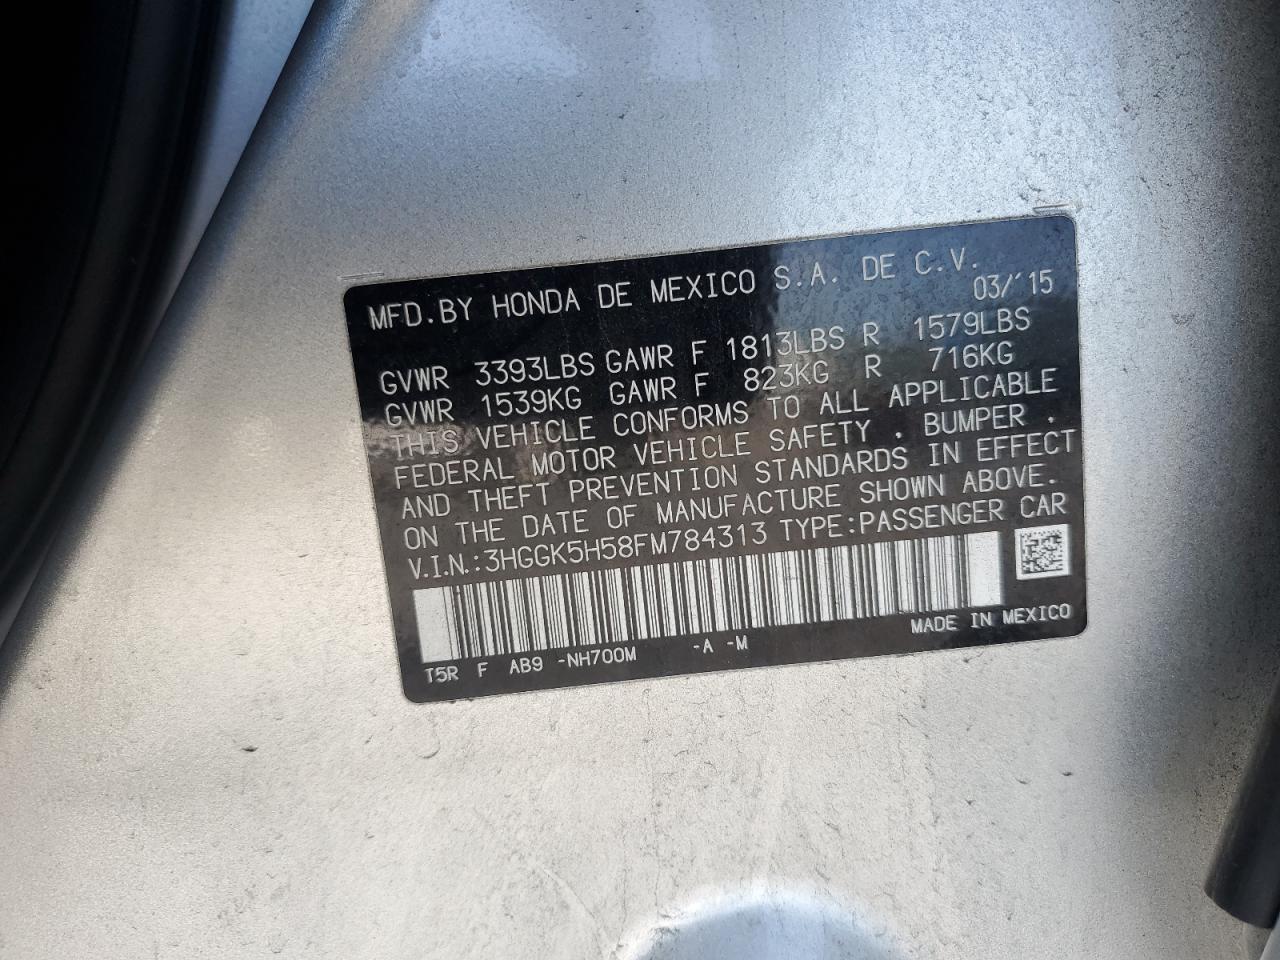 MFD. BY HONDA DE MEXICO S.A. DE C.V.
03/'15
GVWR 3393LBS GAWR F 1813LBS R 1579LBS
GVWR 1539KG GAWR F 823KG R 716KG
THIS VEHICLE CONFORMS TO ALL APPLICABLE
FEDERAL MOTOR VEHICLE SAFETY , BUMPER ,
AND THEFT PREVENTION STANDARDS IN EFFECT
ON THE DATE OF MANUFACTURE SHOWN ABOVE.
V.I.N.:3HGGK5H58FM784313 TYPE:PASSENGER CAR
MADE IN MEXICO
T5R F AB9 -NH700M -A -M